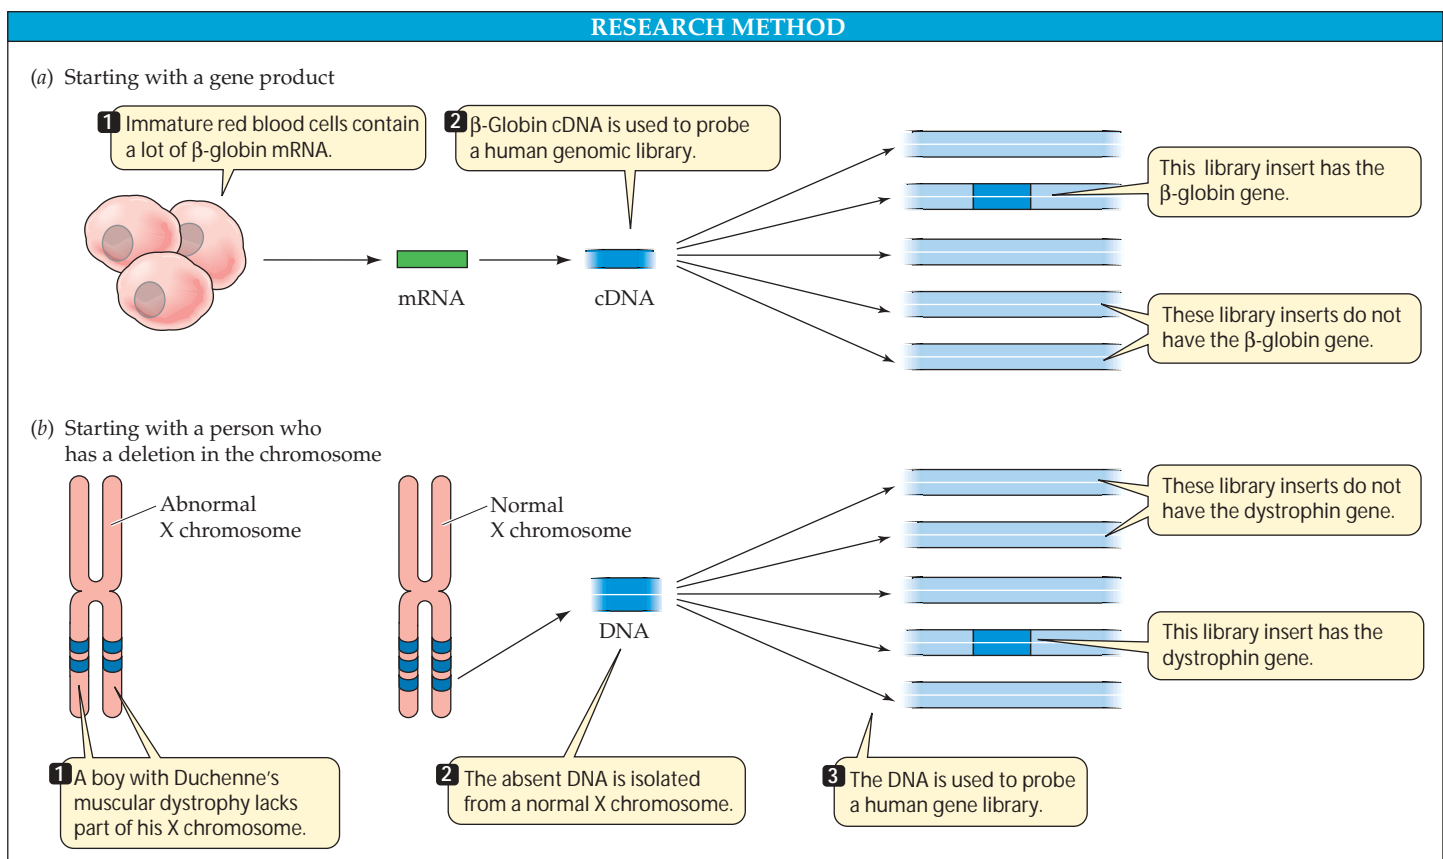 RESEARCH METHOD
(a) Starting with a gene product
1 Immature red blood cells contain
a lot of β-globin mRNA.
2 β-Globin cDNA is used to probe
a human genomic library.
This library insert has the
β-globin gene.
mRNA
cDNA
These library inserts do not
have the β-globin gene.
(b) Starting with a person who
has a deletion in the chromosome
Abnormal
X chromosome
Normal
X chromosome
These library inserts do not
have the dystrophin gene.
DNA
This library insert has the
dystrophin gene.
1 A boy with Duchenne's
muscular dystrophy lacks
part of his X chromosome.
2 The absent DNA is isolated
from a normal X chromosome.
3 The DNA is used to probe
a human gene library.